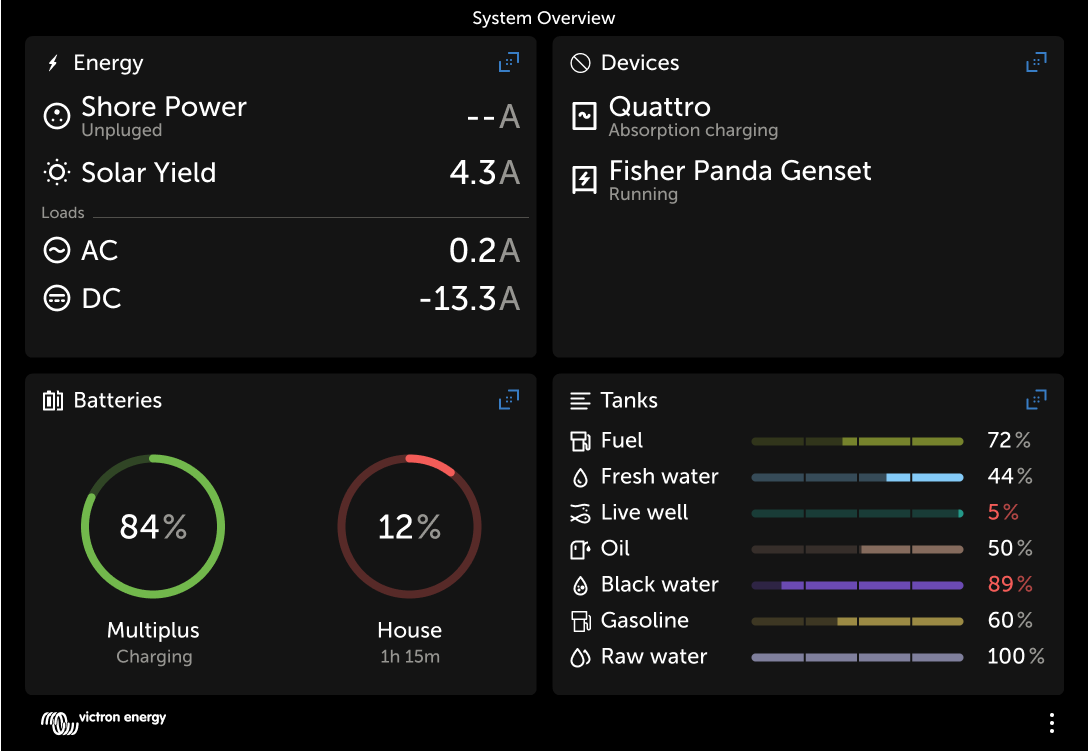 System Overview
Energy
Shore Power
Unpluged
--A
Solar Yield
4.3A
Loads
AC
0.2A
DC
-13.3A
Devices
Quattro
Absorption charging
Fisher Panda Genset
Running
Batteries
84%
Multiplus
Charging
12%
House
1h 15m
Tanks
Fuel 72%
Fresh water 44%
Live well 5%
Oil 50%
Black water 89%
Gasoline 60%
Raw water 100%
victron energy